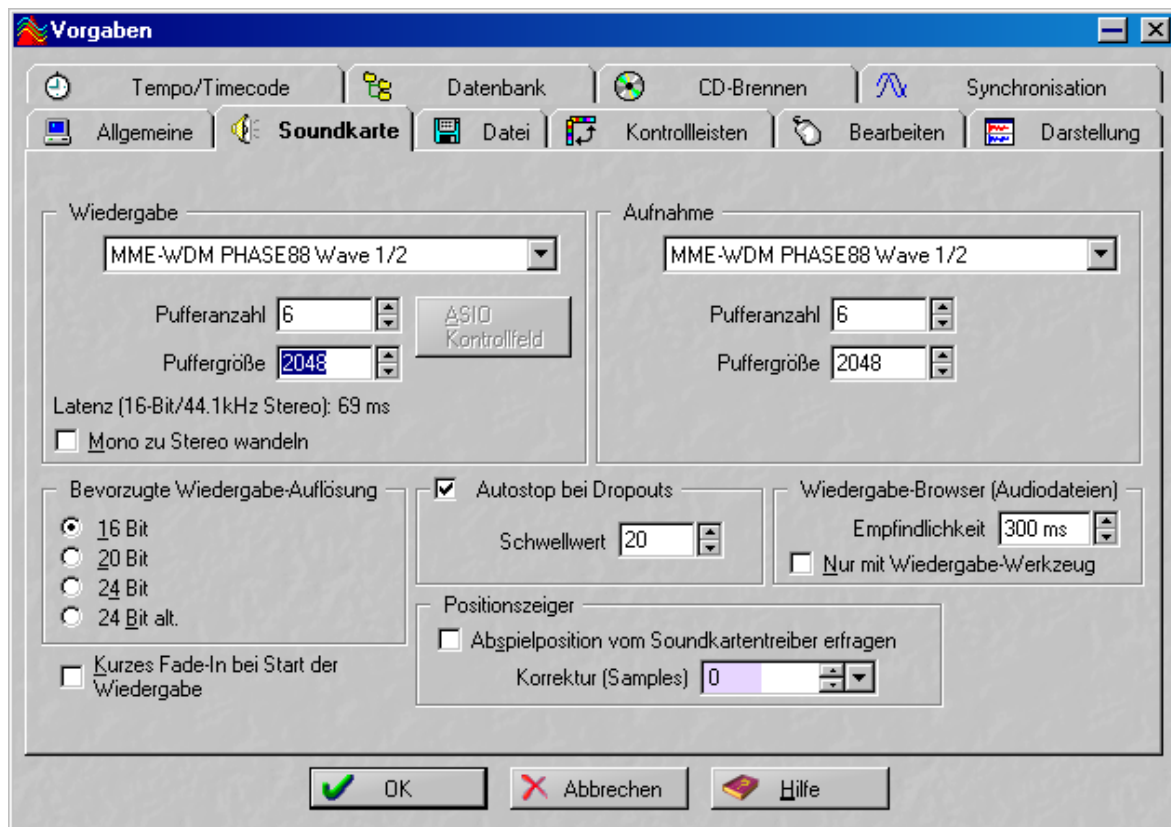 Vorgaben
Tempo/Timecode
Datenbank
CD-Brennen
Synchronisation
Allgemeine
Soundkarte
Datei
Kontrolleisten
Bearbeiten
Darstellung
Wiedergabe
MME-WDM PHASE88 Wave 1/2
Pufferanzahl 6
ASIO
Kontrollfeld
Puffergröße 2048
Latenz (16-Bit/44.1kHz Stereo): 69 ms
Mono zu Stereo wandeln
Aufnahme
MME-WDM PHASE88 Wave 1/2
Pufferanzahl 6
Puffergröße 2048
Bevorzugte Wiedergabe-Auflösung
16 Bit
20 Bit
24 Bit
24 Bit alt.
Autostop bei Dropouts
Schwellwert 20
Wiedergabe-Browser (Audiodateien)
Empfindlichkeit 300 ms
Nur mit Wiedergabe-Werkzeug
Kurzes Fade-In bei Start der
Wiedergabe
Positionszeiger
Abspielposition vom Soundkartentreiber erfragen
Korrektur (Samples) 0
OK
Abbrechen
Hilfe